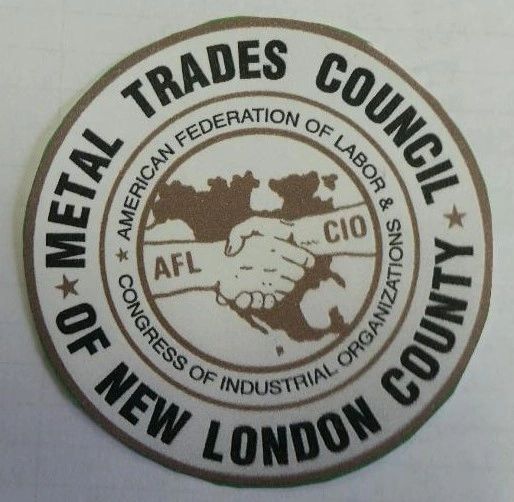 METAL TRADES COUNCIL
OF NEW LONDON COUNTY
AMERICAN FEDERATION OF LABOR &
CONGRESS OF INDUSTRIAL ORGANIZATIONS
AFL
CIO